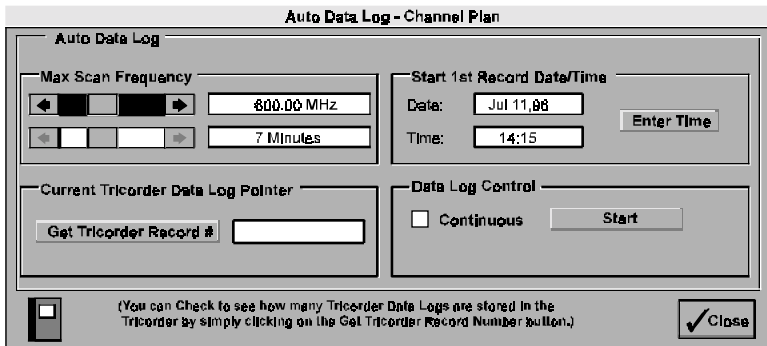 Auto Data Log - Channel Plan
Auto Data Log
Max Scan Frequency
600.00 MHz
7 Minutes
Start 1st Record Date/Time
Date: Jul 11,96
Time: 14:15
Enter Time
Current Tricorder Data Log Pointer
Get Tricorder Record #
Data Log Control
Continuous
Start
(You can Check to see how many Tricorder Data Logs are stored in the
Tricorder by simply clicking on the Get Tricorder Record Number button.)
Close